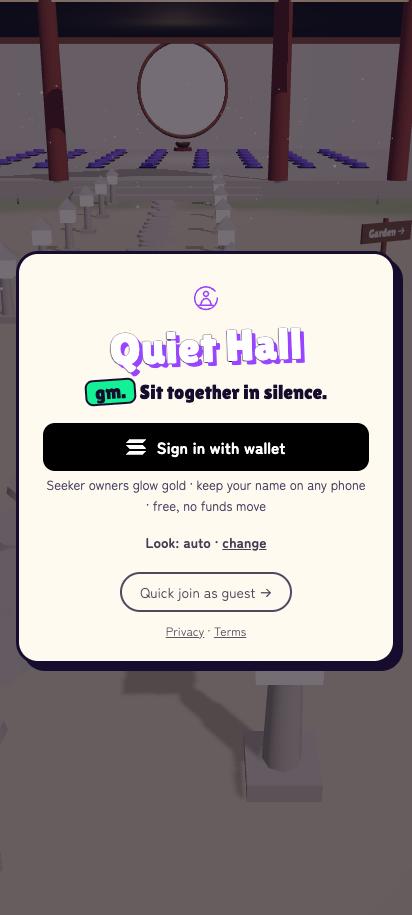 Garden →
Quiet Hall
gm. Sit together in silence.
Sign in with wallet
Seeker owners glow gold · keep your name on any phone
· free, no funds move
Look: auto · change
Quick join as guest →
Privacy · Terms